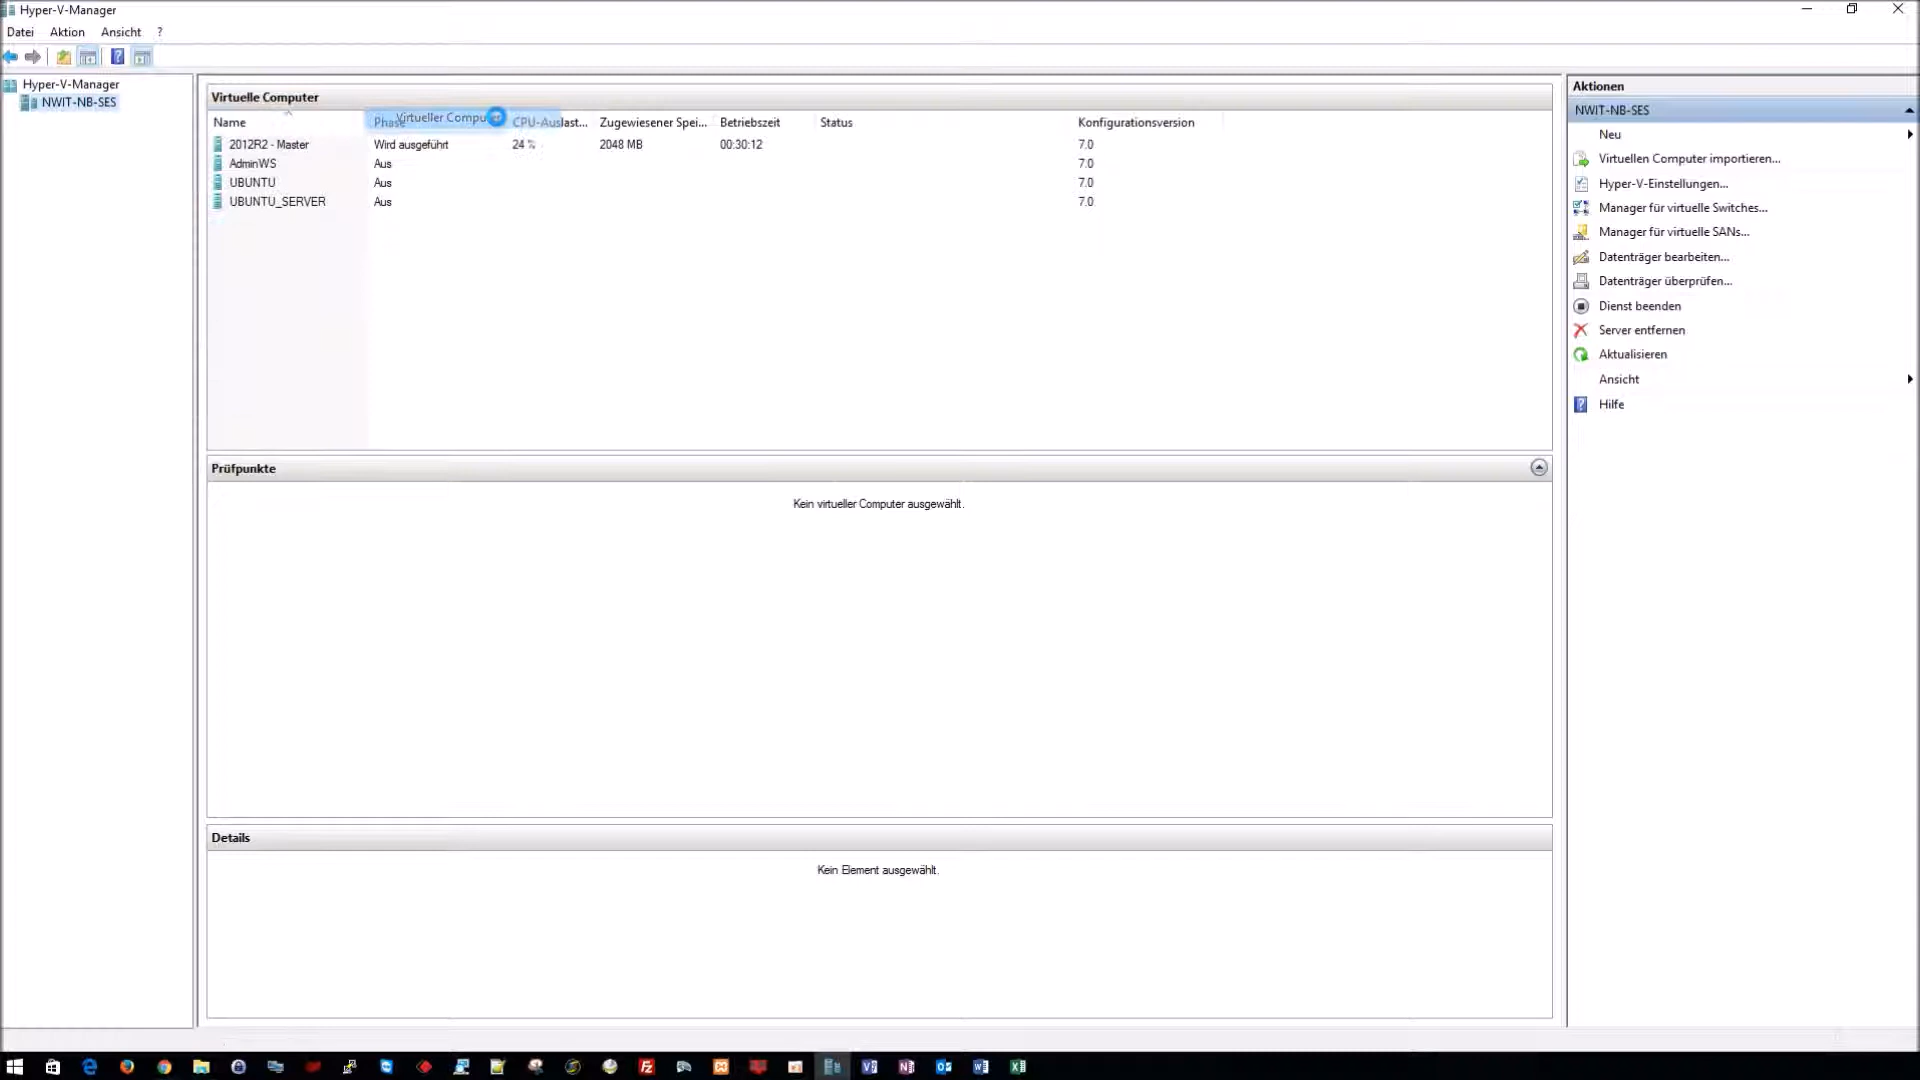 Hyper-V-Manager
Datei Aktion Ansicht ?
Hyper-V-Manager
NWIT-NB-SES
Virtuelle Computer
Name Phase CPU-Auslast... Zugewiesener Spei... Betriebszeit Status Konfigurationsversion
Virtueller Compu
2012R2 - Master Wird ausgeführt 24 % 2048 MB 00:30:12 7.0
AdminWS Aus 7.0
UBUNTU Aus 7.0
UBUNTU_SERVER Aus 7.0
Prüfpunkte
Kein virtueller Computer ausgewählt.
Details
Kein Element ausgewählt.
Aktionen
NWIT-NB-SES
Neu
Virtuellen Computer importieren...
Hyper-V-Einstellungen...
Manager für virtuelle Switches...
Manager für virtuelle SANs...
Datenträger bearbeiten...
Datenträger überprüfen...
Dienst beenden
Server entfernen
Aktualisieren
Ansicht
Hilfe